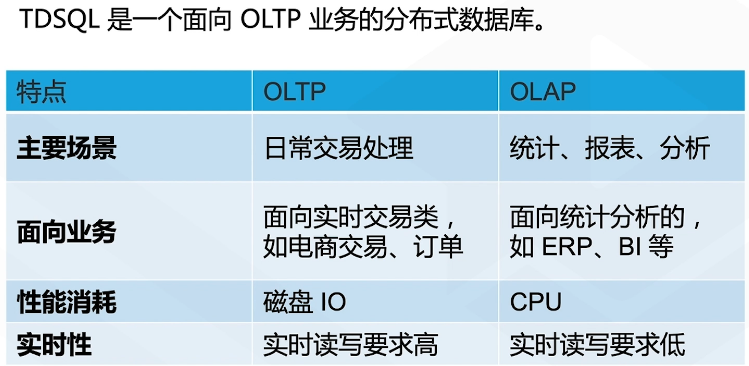 TDSQL 是一个面向 OLTP 业务的分布式数据库。
特点 OLTP OLAP
主要场景 日常交易处理 统计、报表、分析
面向业务 面向实时交易类，如电商交易、订单 面向统计分析的，如 ERP、BI 等
性能消耗 磁盘 IO CPU
实时性 实时读写要求高 实时读写要求低